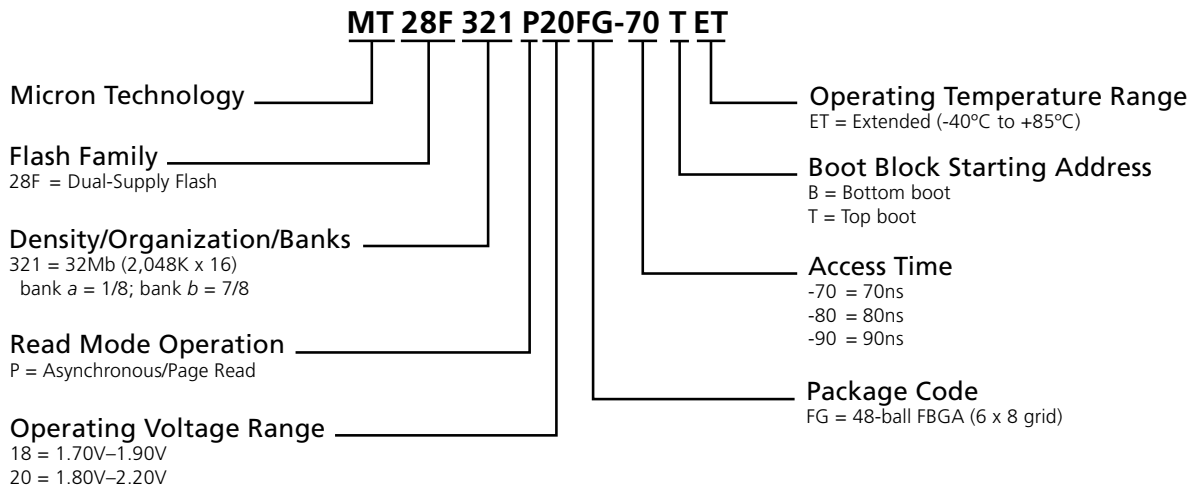 MT 28F 321 P20FG-70 T ET
Micron Technology
Flash Family
28F = Dual-Supply Flash
Density/Organization/Banks
321 = 32Mb (2,048K x 16)
bank a = 1/8; bank b = 7/8
Read Mode Operation
P = Asynchronous/Page Read
Operating Voltage Range
18 = 1.70V–1.90V
20 = 1.80V–2.20V
Operating Temperature Range
ET = Extended (-40ºC to +85ºC)
Boot Block Starting Address
B = Bottom boot
T = Top boot
Access Time
-70 = 70ns
-80 = 80ns
-90 = 90ns
Package Code
FG = 48-ball FBGA (6 x 8 grid)